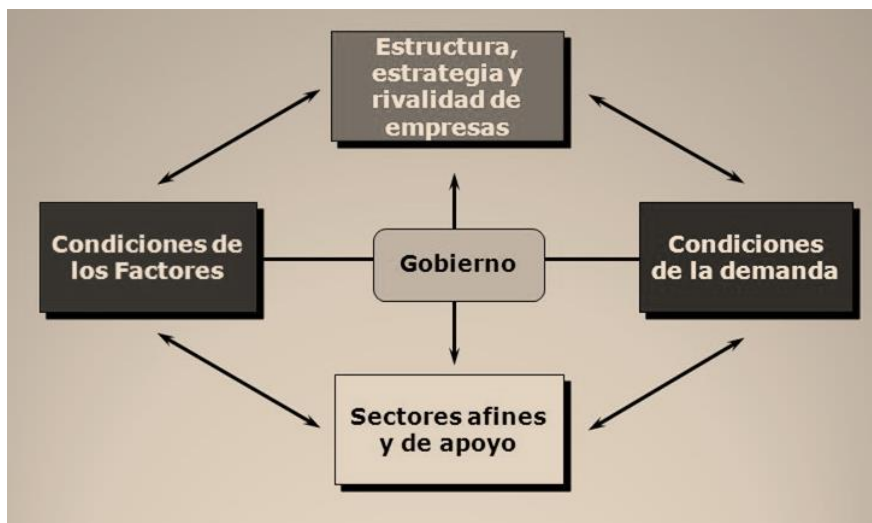 Estructura,
estrategia y
rivalidad de
empresas
Condiciones de
los Factores
Gobierno
Condiciones
de la demanda
Sectores afines
y de apoyo